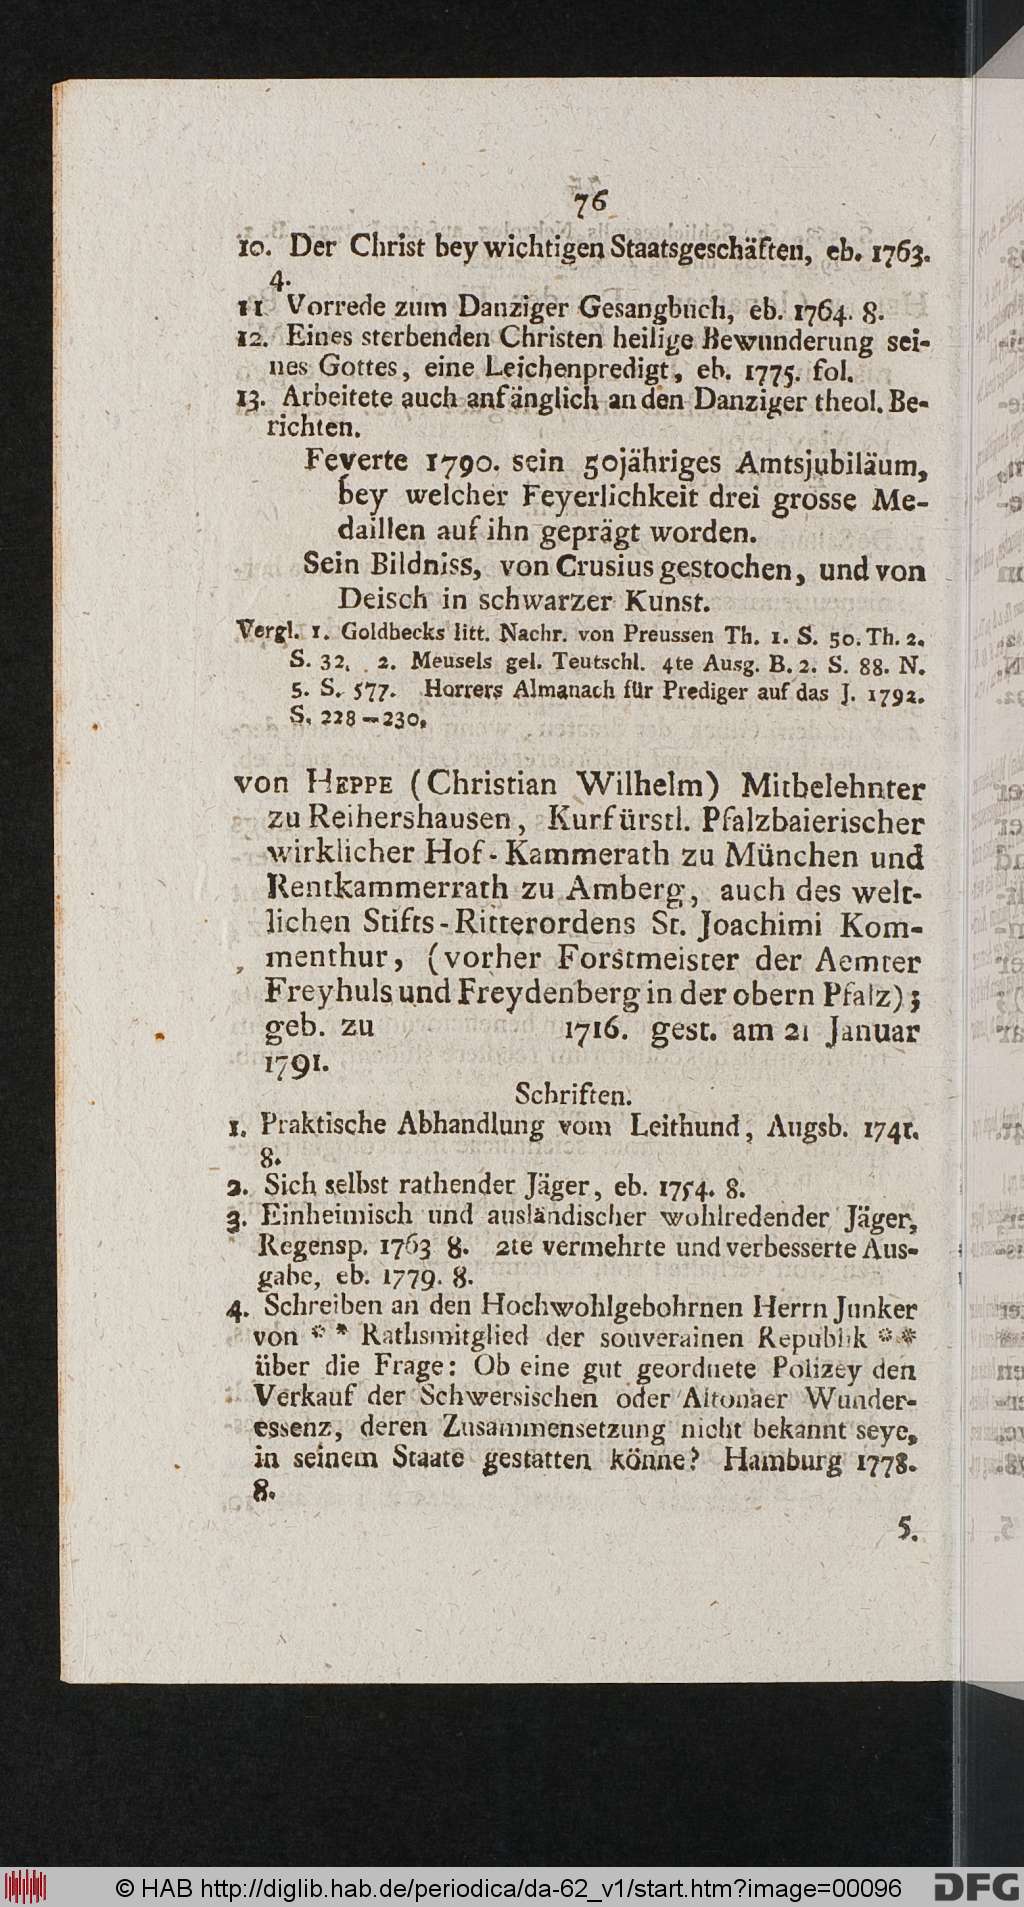 76
10. Der Christ bey wichtigen Staatsgeschäften, eb. 1763.
4.
11 Vorrede zum Danziger Gesangbuch, eb. 1764. 8.
12. Eines sterbenden Christen heilige Bewunderung sei-
nes Gottes, eine Leichenpredigt, eb. 1775. fol.
13. Arbeitete auch anfänglich an den Danziger theol. Be-
richten.
Feyerte 1790. sein 50jähriges Amtsjubiläum,
bey welcher Feyerlichkeit drei grosse Me-
daillen auf ihn geprägt worden.
Sein Bildniss, von Crusius gestochen, und von
Deisch in schwarzer Kunst.
Vergl. 1. Goldbecks litt. Nachr. von Preussen Th. 1. S. 50. Th. 2.
S. 32. 2. Meusels gel. Teutschl. 4te Ausg. B. 2. S. 88. N.
5. S. 577. Horrers Almanach für Prediger auf das J. 1792.
S. 228-230.
von Heppe (Christian Wilhelm) Mitbelehnter
zu Reihershausen, Kurfürstl. Pfalzbaierischer
wirklicher Hof-Kammerath zu München und
Rentkammerrath zu Amberg, auch des welt-
lichen Stifts-Ritterordens St. Joachimi Kom-
menthur, (vorher Forstmeister der Aemter
Freyhuls und Freydenberg in der obern Pfalz);
geb. zu 1716. gest. am 21 Januar
1791.
Schriften.
1. Praktische Abhandlung vom Leithund, Augsb. 1741.
8.
2. Sich selbst rathender Jäger, eb. 1754. 8.
3. Einheimisch und ausländischer wohlredender Jäger,
Regensp. 1763 8. 2te vermehrte und verbesserte Aus-
gabe, eb. 1779. 8.
4. Schreiben an den Hochwohlgebohrnen Herrn Junker
von * * Rathsmitglied der souverainen Republik * *
über die Frage: Ob eine gut geordnete Polizey den
Verkauf der Schwersischen oder Altonaer Wunder-
essenz, deren Zusammensetzung nicht bekannt seye,
in seinem Staate gestatten könne? Hamburg 1778.
8.
5.
© HAB http://diglib.hab.de/periodica/da-62_v1/start.htm?image=00096
DFG